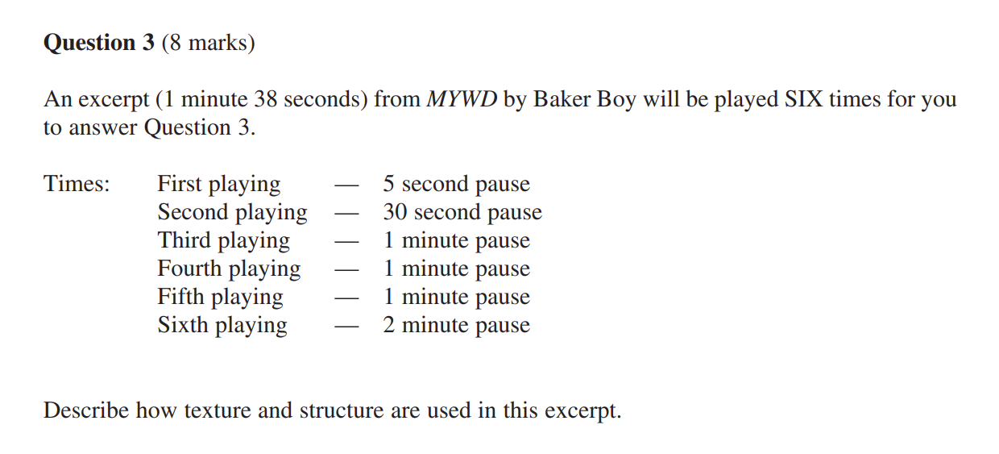 Question 3 (8 marks)
An excerpt (1 minute 38 seconds) from MYWD by Baker Boy will be played SIX times for you
to answer Question 3.
Times: First playing — 5 second pause
Second playing — 30 second pause
Third playing — 1 minute pause
Fourth playing — 1 minute pause
Fifth playing — 1 minute pause
Sixth playing — 2 minute pause
Describe how texture and structure are used in this excerpt.